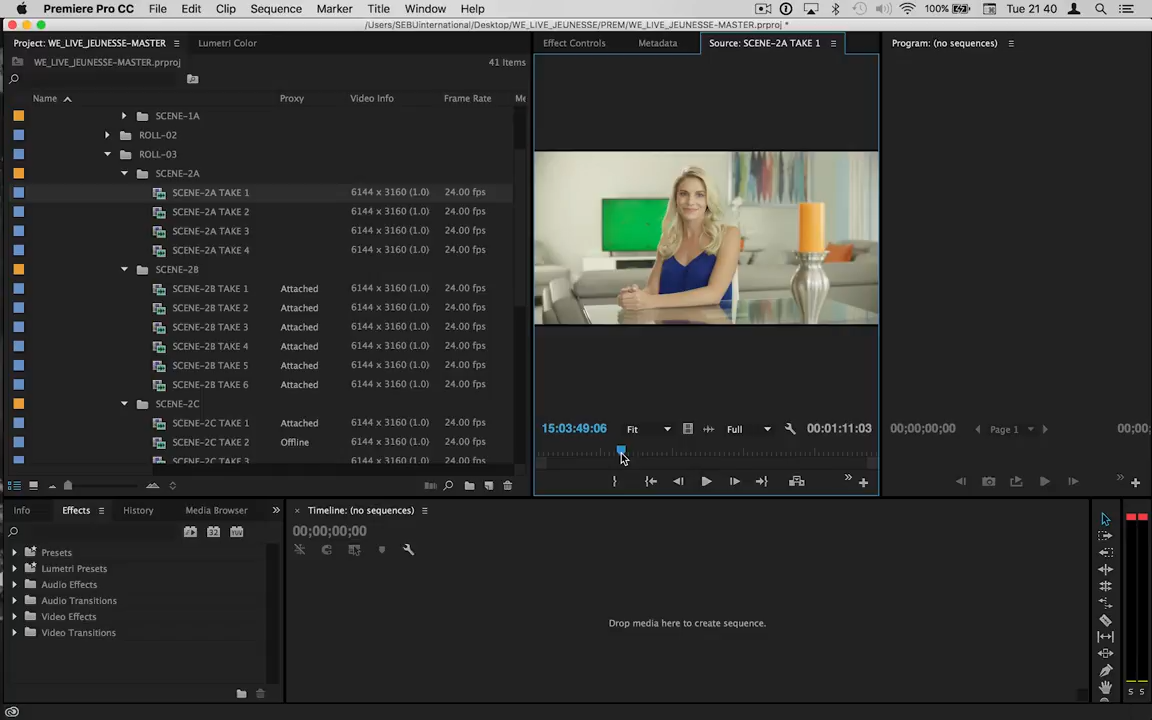 Premiere Pro CC File Edit Clip Sequence Marker Title Window Help 100% Tue 21 40
/Users/SEBUinternational/Desktop/WE_LIVE_JEUNESSE/PREM/WE_LIVE_JEUNESSE-MASTER.prproj *
Project: WE_LIVE_JEUNESSE-MASTER Lumetri Color Effect Controls Metadata Source: SCENE-2A TAKE 1 Program: (no sequences)
WE_LIVE_JEUNESSE-MASTER.prproj 41 Items
Name Proxy Video Info Frame Rate Me
SCENE-1A
ROLL-02
ROLL-03
SCENE-2A
SCENE-2A TAKE 1 6144 x 3160 (1.0) 24.00 fps
SCENE-2A TAKE 2 6144 x 3160 (1.0) 24.00 fps
SCENE-2A TAKE 3 6144 x 3160 (1.0) 24.00 fps
SCENE-2A TAKE 4 6144 x 3160 (1.0) 24.00 fps
SCENE-2B
SCENE-2B TAKE 1 Attached 6144 x 3160 (1.0) 24.00 fps
SCENE-2B TAKE 2 Attached 6144 x 3160 (1.0) 24.00 fps
SCENE-2B TAKE 3 Attached 6144 x 3160 (1.0) 24.00 fps
SCENE-2B TAKE 4 Attached 6144 x 3160 (1.0) 24.00 fps
SCENE-2B TAKE 5 Attached 6144 x 3160 (1.0) 24.00 fps
SCENE-2B TAKE 6 Attached 6144 x 3160 (1.0) 24.00 fps
SCENE-2C
SCENE-2C TAKE 1 Attached 6144 x 3160 (1.0) 24.00 fps
SCENE-2C TAKE 2 Offline 6144 x 3160 (1.0) 24.00 fps
SCENE-2C TAKE 3
15:03:49:06 Fit Full 00:01:11:03 00;00;00;00 Page 1 00;00;
Info Effects History Media Browser Timeline: (no sequences)
00;00;00;00
Presets
Lumetri Presets
Audio Effects
Audio Transitions
Video Effects
Video Transitions
Drop media here to create sequence.
S S